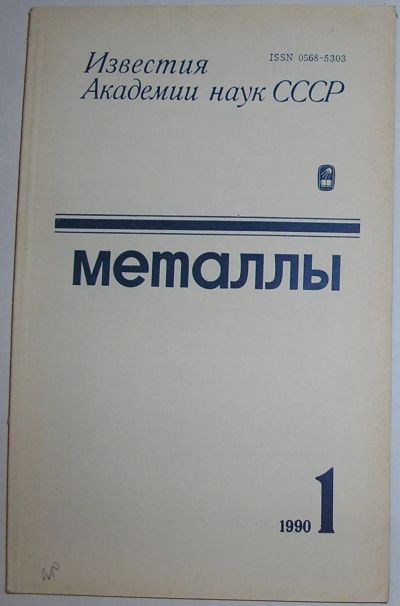 ISSN 0568-5303
Известия
Академии наук СССР
металлы
1990 1